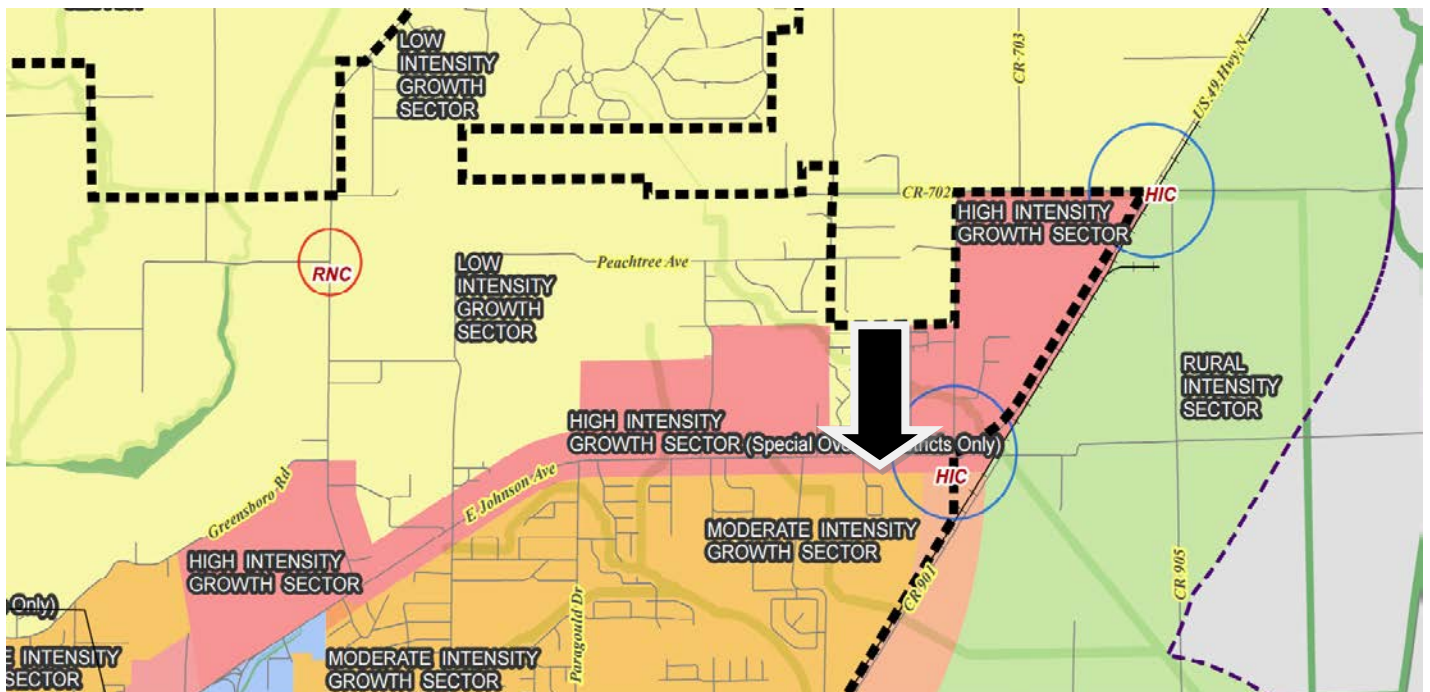 LOW
INTENSITY
GROWTH
SECTOR
CR-703
US 49 Hwy N
CR-702
HIC
HIGH INTENSITY
GROWTH SECTOR
RNC
LOW
INTENSITY
GROWTH
SECTOR
Peachtree Ave
RURAL
INTENSITY
SECTOR
HIGH INTENSITY
GROWTH SECTOR (Special Only)
HIC
Greensboro Rd
E Johnson Ave
MODERATE INTENSITY
GROWTH SECTOR
HIGH INTENSITY
GROWTH SECTOR
CR 901
CR 905
Paragould Dr
Only)
INTENSITY
SECTOR
MODERATE INTENSITY
GROWTH SECTOR